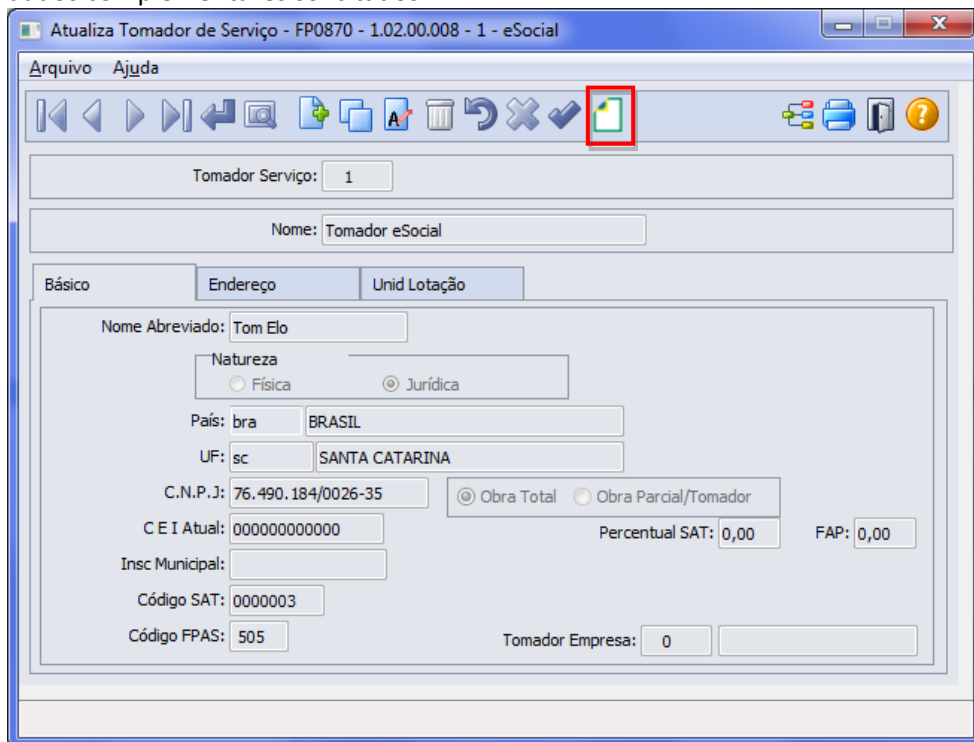 Atualiza Tomador de Serviço - FP0870 - 1.02.00.008 - 1 - eSocial
Arquivo Ajuda
Tomador Serviço: 1
Nome: Tomador eSocial
Básico Endereço Unid Lotação
Nome Abreviado: Tom Elo
Natureza
Física Jurídica
País: bra BRASIL
UF: sc SANTA CATARINA
C.N.P.J: 76.490.184/0026-35 Obra Total Obra Parcial/Tomador
C E I Atual: 000000000000 Percentual SAT: 0,00 FAP: 0,00
Insc Municipal:
Código SAT: 0000003
Código FPAS: 505 Tomador Empresa: 0